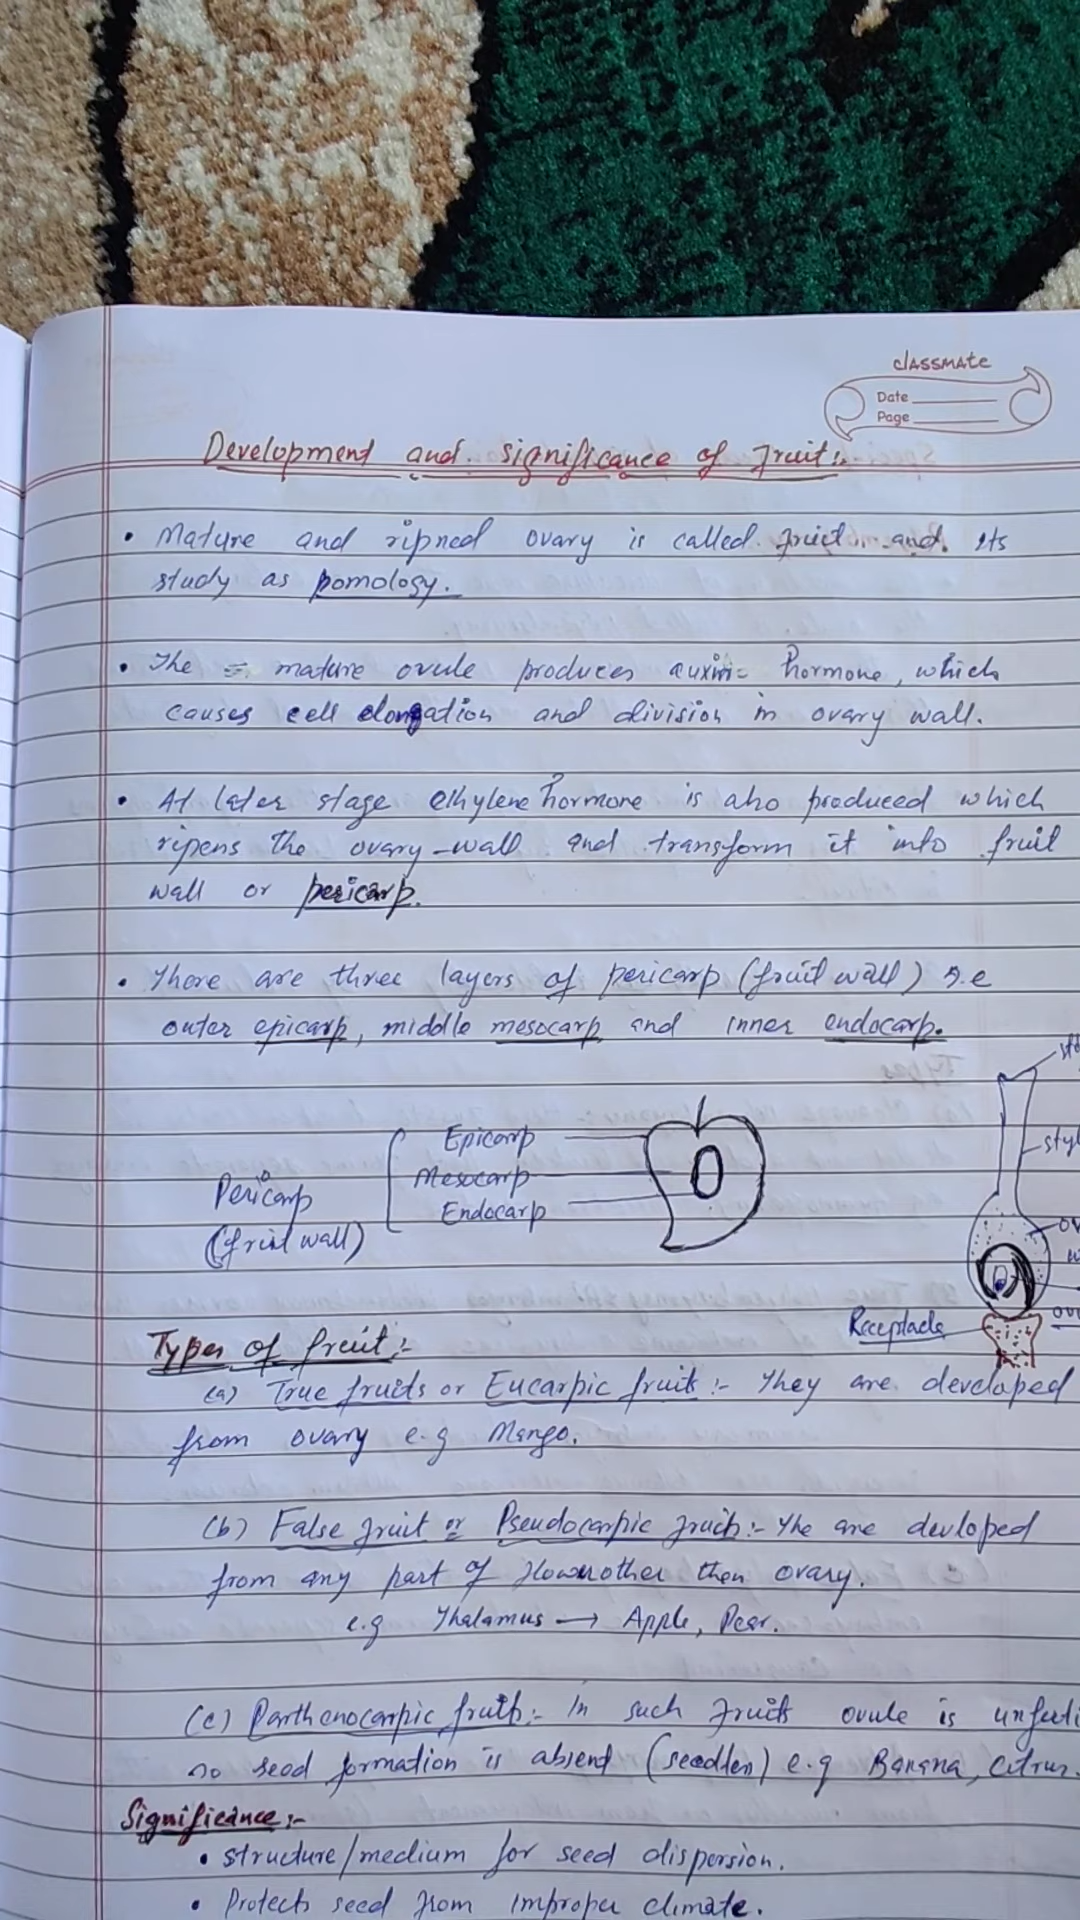 classmate
Date
Page
Development and significance of fruit:-
• Mature and ripned ovary is called fruit and its
study as pomology.
• The mature ovule produces auxin hormone, which
causes cell elongation and division in ovary wall.
• At later stage ethylene hormone is also produced which
ripens the ovary-wall and transform it into fruit
wall or pericarp.
• There are three layers of pericarp (fruit wall) i.e
outer epicarp, middle mesocarp and inner endocarp.
Epicarp
Mesocarp
Endocarp
Pericarp
(fruit wall)
Receptacle
Types of fruit:-
(a) True fruits or Eucarpic fruit:- They are developed
from ovary e.g Mango.
(b) False fruit or Pseudocarpic fruit:- The are devloped
from any part of flower other then ovary.
e.g Thalamus → Apple, Pear.
(c) Parthenocarpic fruit:- In such fruits ovule is
so seed formation is absent (seedless) e.g Banana, citrus.
Significance:-
• structure/medium for seed dispersion.
• Protects seed from improper climate.